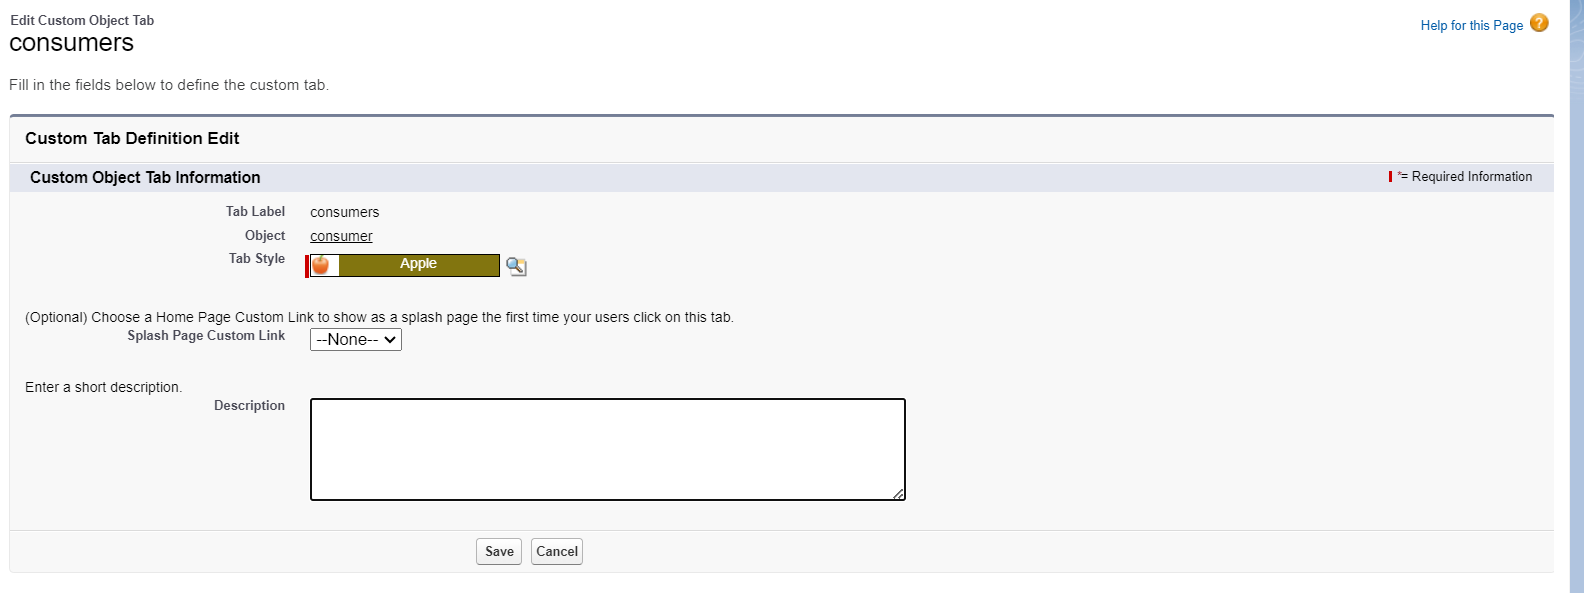 Edit Custom Object Tab
consumers
Help for this Page ?
Fill in the fields below to define the custom tab.
Custom Tab Definition Edit
Custom Object Tab Information
*= Required Information
Tab Label consumers
Object consumer
Tab Style Apple
(Optional) Choose a Home Page Custom Link to show as a splash page the first time your users click on this tab.
Splash Page Custom Link --None--
Enter a short description.
Description
Save Cancel